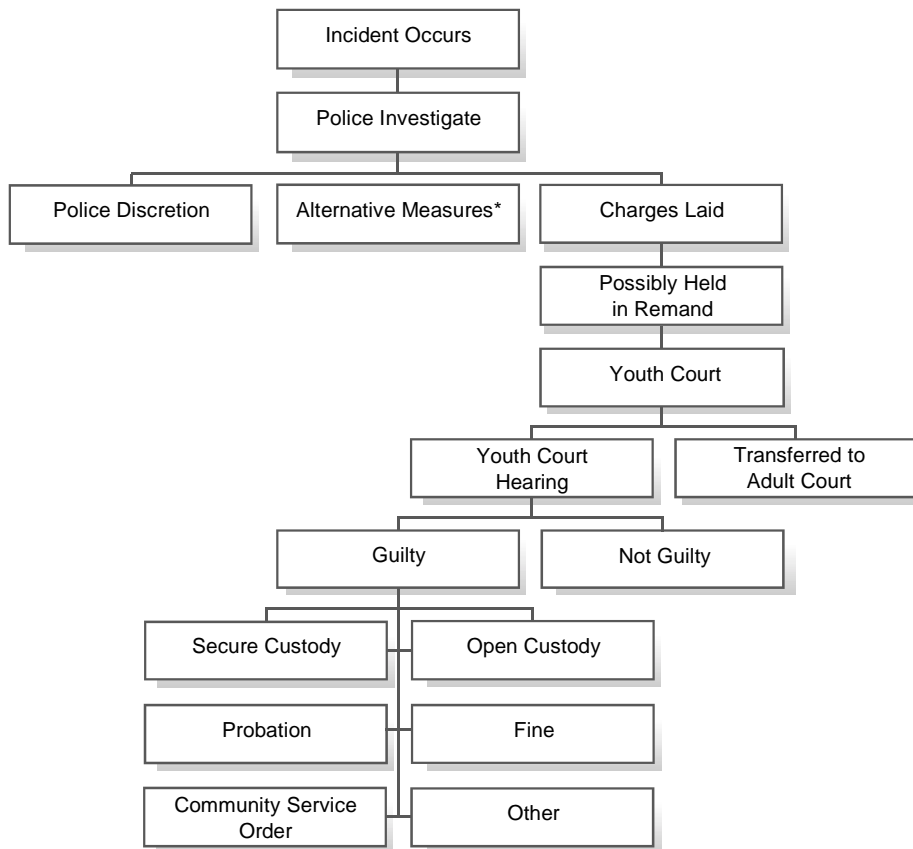 Incident Occurs
Police Investigate
Police Discretion
Alternative Measures*
Charges Laid
Possibly Held
in Remand
Youth Court
Youth Court
Hearing
Transferred to
Adult Court
Guilty
Not Guilty
Secure Custody
Open Custody
Probation
Fine
Community Service
Order
Other